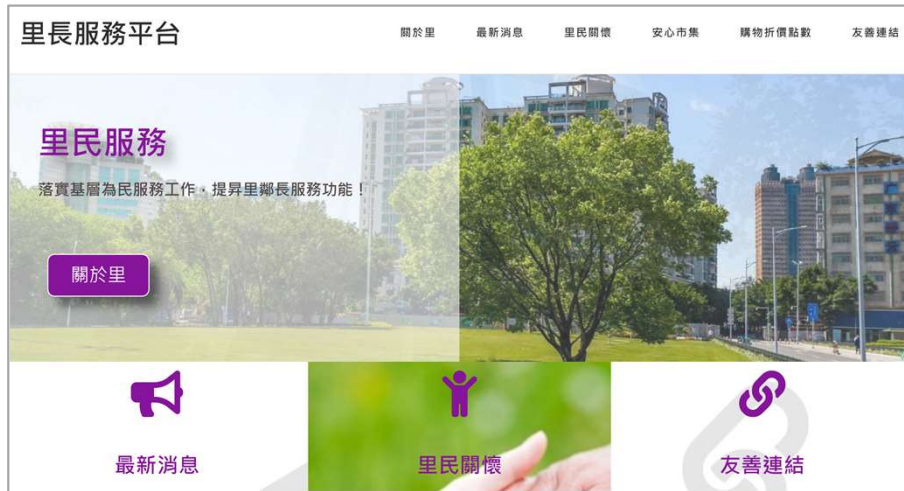 里長服務平台
關於里 最新消息 里民關懷 安心市集 購物折價點數 友善連結
里民服務
落實基層為民服務工作，提昇里鄰長服務功能！
關於里
最新消息 里民關懷 友善連結